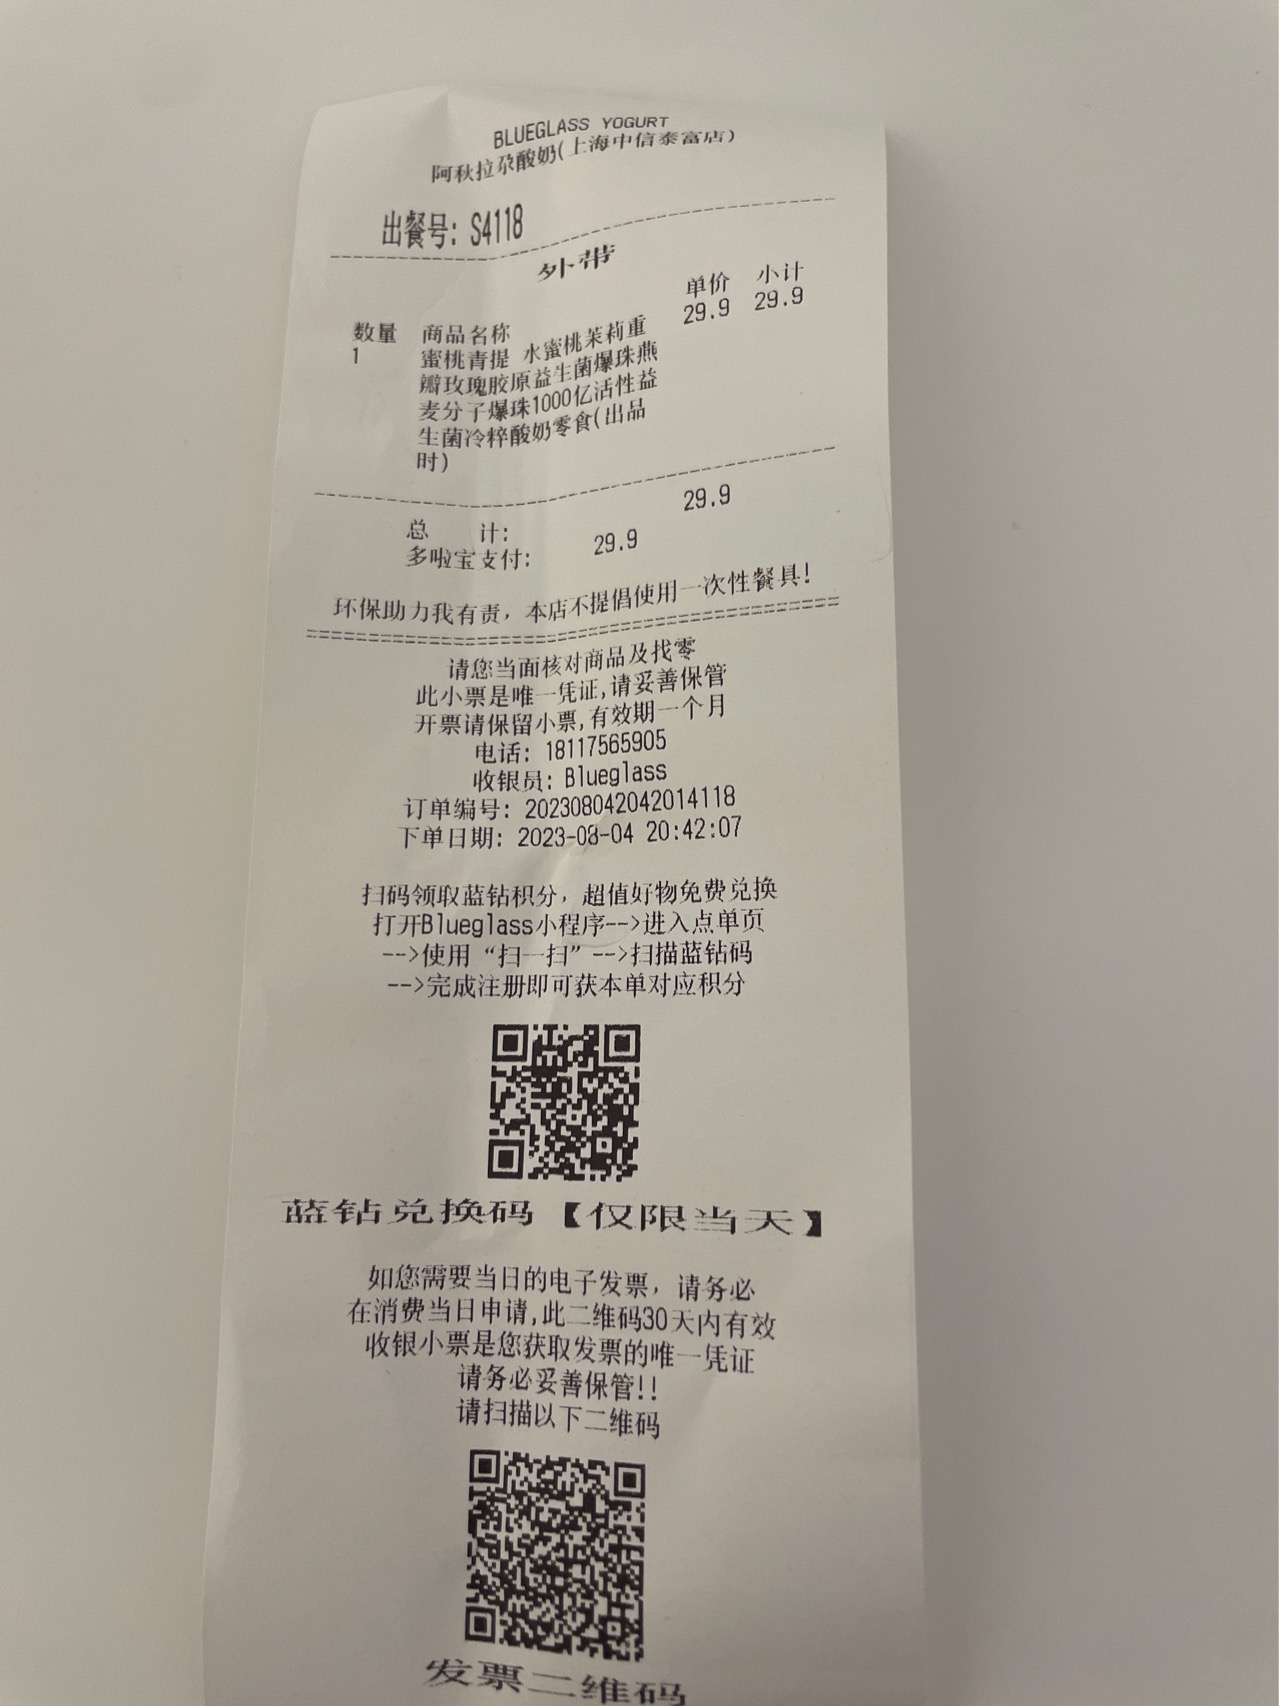 BLUEGLASS YOGURT
阿秋拉尕酸奶(上海中信泰富店)
出餐号: S4118
外带
数量 商品名称 单价 小计
1 蜜桃青提 水蜜桃茉莉重 29.9 29.9
瓣玫瑰胶原益生菌爆珠燕
麦分子爆珠1000亿活性益
生菌冷粹酸奶零食(出品
时)
总 计: 29.9
多啦宝支付: 29.9
环保助力我有责，本店不提倡使用一次性餐具!
请您当面核对商品及找零
此小票是唯一凭证,请妥善保管
开票请保留小票,有效期一个月
电话: 18117565905
收银员: Blueglass
订单编号: 202308042042014118
下单日期: 2023-08-04 20:42:07
扫码领取蓝钻积分，超值好物免费兑换
打开Blueglass小程序-->进入点单页
-->使用“扫一扫”-->扫描蓝钻码
-->完成注册即可获本单对应积分
蓝钻兑换码【仅限当天】
如您需要当日的电子发票，请务必
在消费当日申请,此二维码30天内有效
收银小票是您获取发票的唯一凭证
请务必妥善保管!!
请扫描以下二维码
发票二维码